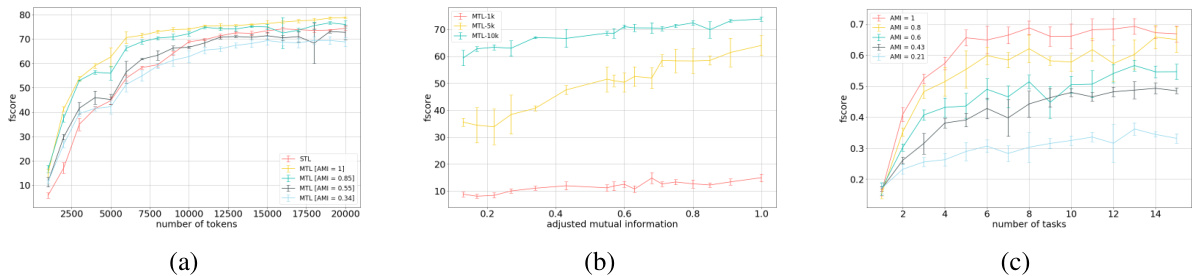 80
70
60
50
40
30
20
10
fscore
STL
MTL [AMI = 1]
MTL [AMI = 0.85]
MTL [AMI = 0.55]
MTL [AMI = 0.34]
2500 5000 7500 10000 12500 15000 17500 20000
number of tokens
(a)
MTL-1k
MTL-5k
MTL-10k
70
60
50
40
30
20
10
fscore
0.2 0.4 0.6 0.8 1.0
adjusted mutual information
(b)
0.7
0.6
0.5
0.4
0.3
0.2
fscore
AMI = 1
AMI = 0.8
AMI = 0.6
AMI = 0.43
AMI = 0.21
2 4 6 8 10 12 14
number of tasks
(c)